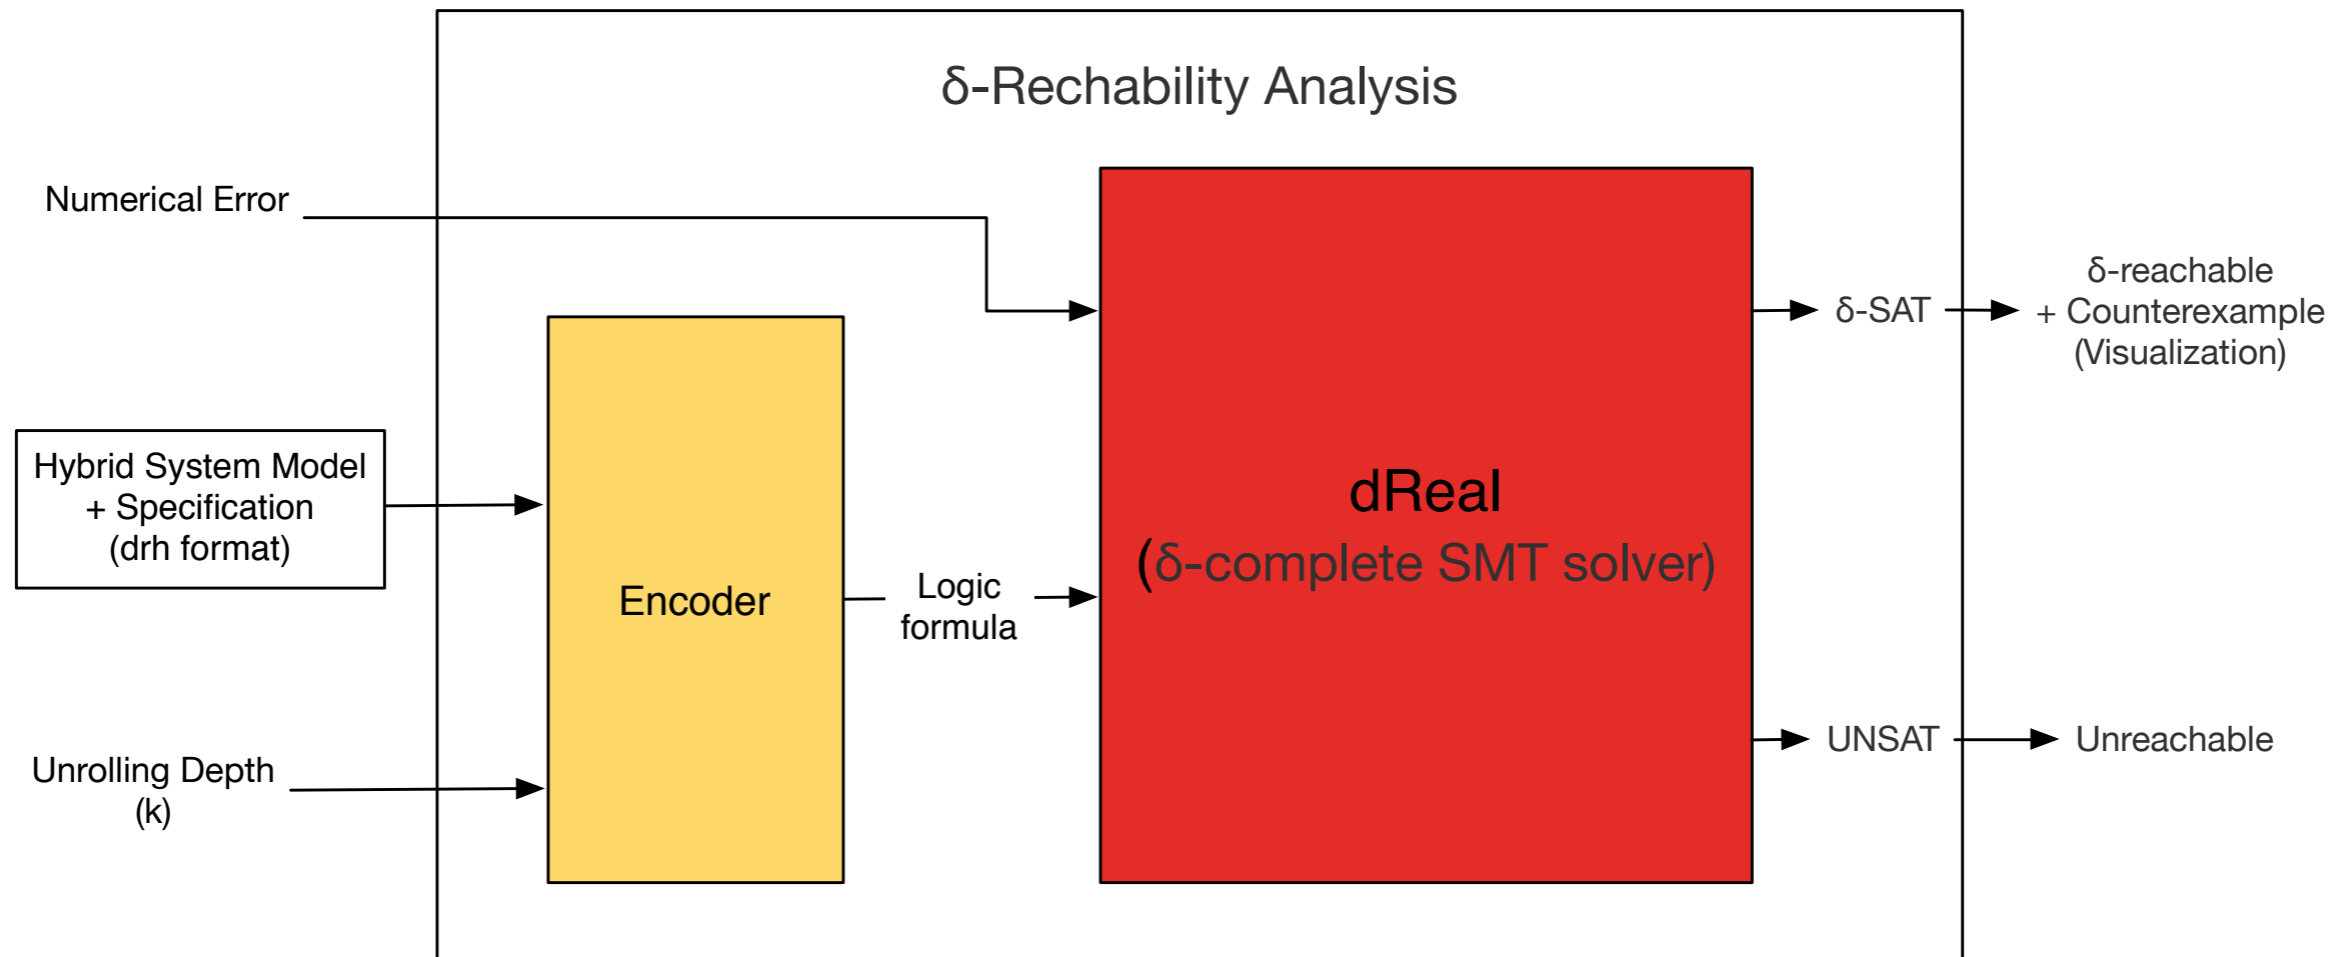 δ-Rechability Analysis
Numerical Error
Hybrid System Model
+ Specification
(drh format)
Unrolling Depth
(k)
Encoder
Logic
formula
dReal
(δ-complete SMT solver)
δ-SAT
δ-reachable
+ Counterexample
(Visualization)
UNSAT
Unreachable